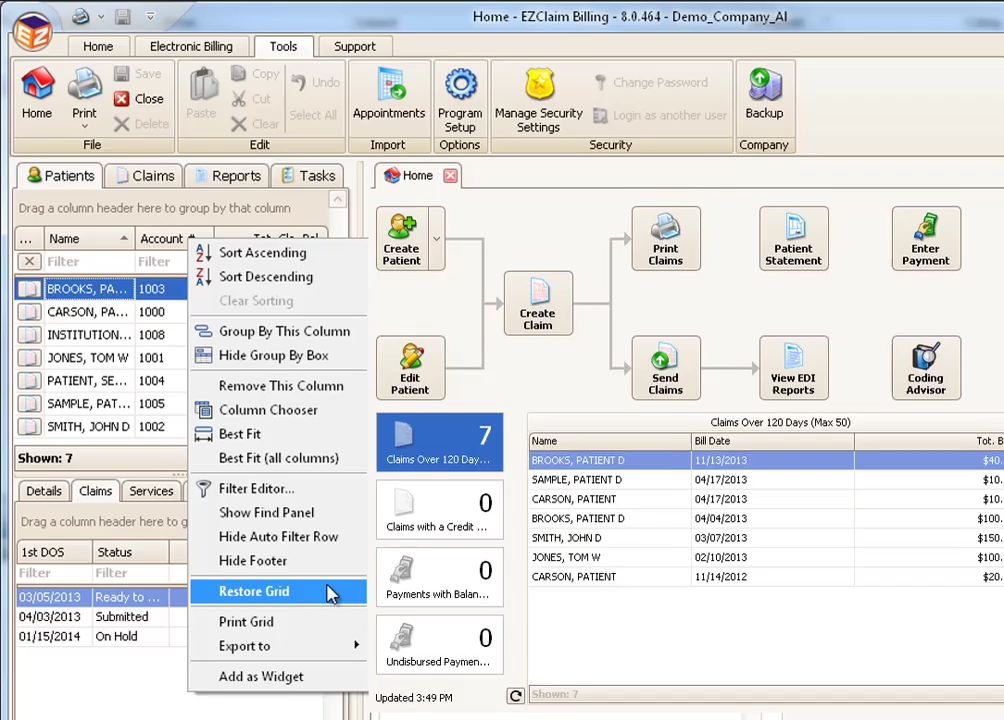 Home - EZClaim Billing - 8.0.464 - Demo_Company_AI
EZ
Home Electronic Billing Tools Support
Home Print Save Close Delete
Paste Copy Cut Clear Undo Select All
Appointments
Program Setup
Manage Security Settings
Change Password
Login as another user
Backup
File Edit Import Options Security Company
Patients Claims Reports Tasks
Home
Drag a column header here to group by that column
... Name Account #
Filter Filter
BROOKS, PA... 1003
CARSON, PA... 1000
INSTITUTION... 1008
JONES, TOM W 1001
PATIENT, SE... 1004
SAMPLE, PAT... 1005
SMITH, JOHN D 1002
Shown: 7
Details Claims Services
Drag a column header here to g
1st DOS Status
Filter Filter
03/05/2013 Ready to ...
04/03/2013 Submitted
01/15/2014 On Hold
Sort Ascending
Sort Descending
Clear Sorting
Group By This Column
Hide Group By Box
Remove This Column
Column Chooser
Best Fit
Best Fit (all columns)
Filter Editor...
Show Find Panel
Hide Auto Filter Row
Hide Footer
Restore Grid
Print Grid
Export to
Add as Widget
Create Patient
Edit Patient
Create Claim
Print Claims
Send Claims
Patient Statement
View EDI Reports
Enter Payment
Coding Advisor
7
Claims Over 120 Day...
0
Claims with a Credit ...
0
Payments with Balan...
0
Undisbursed Paymen...
Updated 3:49 PM
Claims Over 120 Days (Max 50)
Name Bill Date Tot. B
BROOKS, PATIENT D 11/13/2013 $40.
SAMPLE, PATIENT D 04/17/2013 $10.
CARSON, PATIENT 04/17/2013 $10.
BROOKS, PATIENT D 04/04/2013 $100.
SMITH, JOHN D 03/07/2013 $150.
JONES, TOM W 02/10/2013 $100.
CARSON, PATIENT 11/14/2012 $20.
Shown: 7